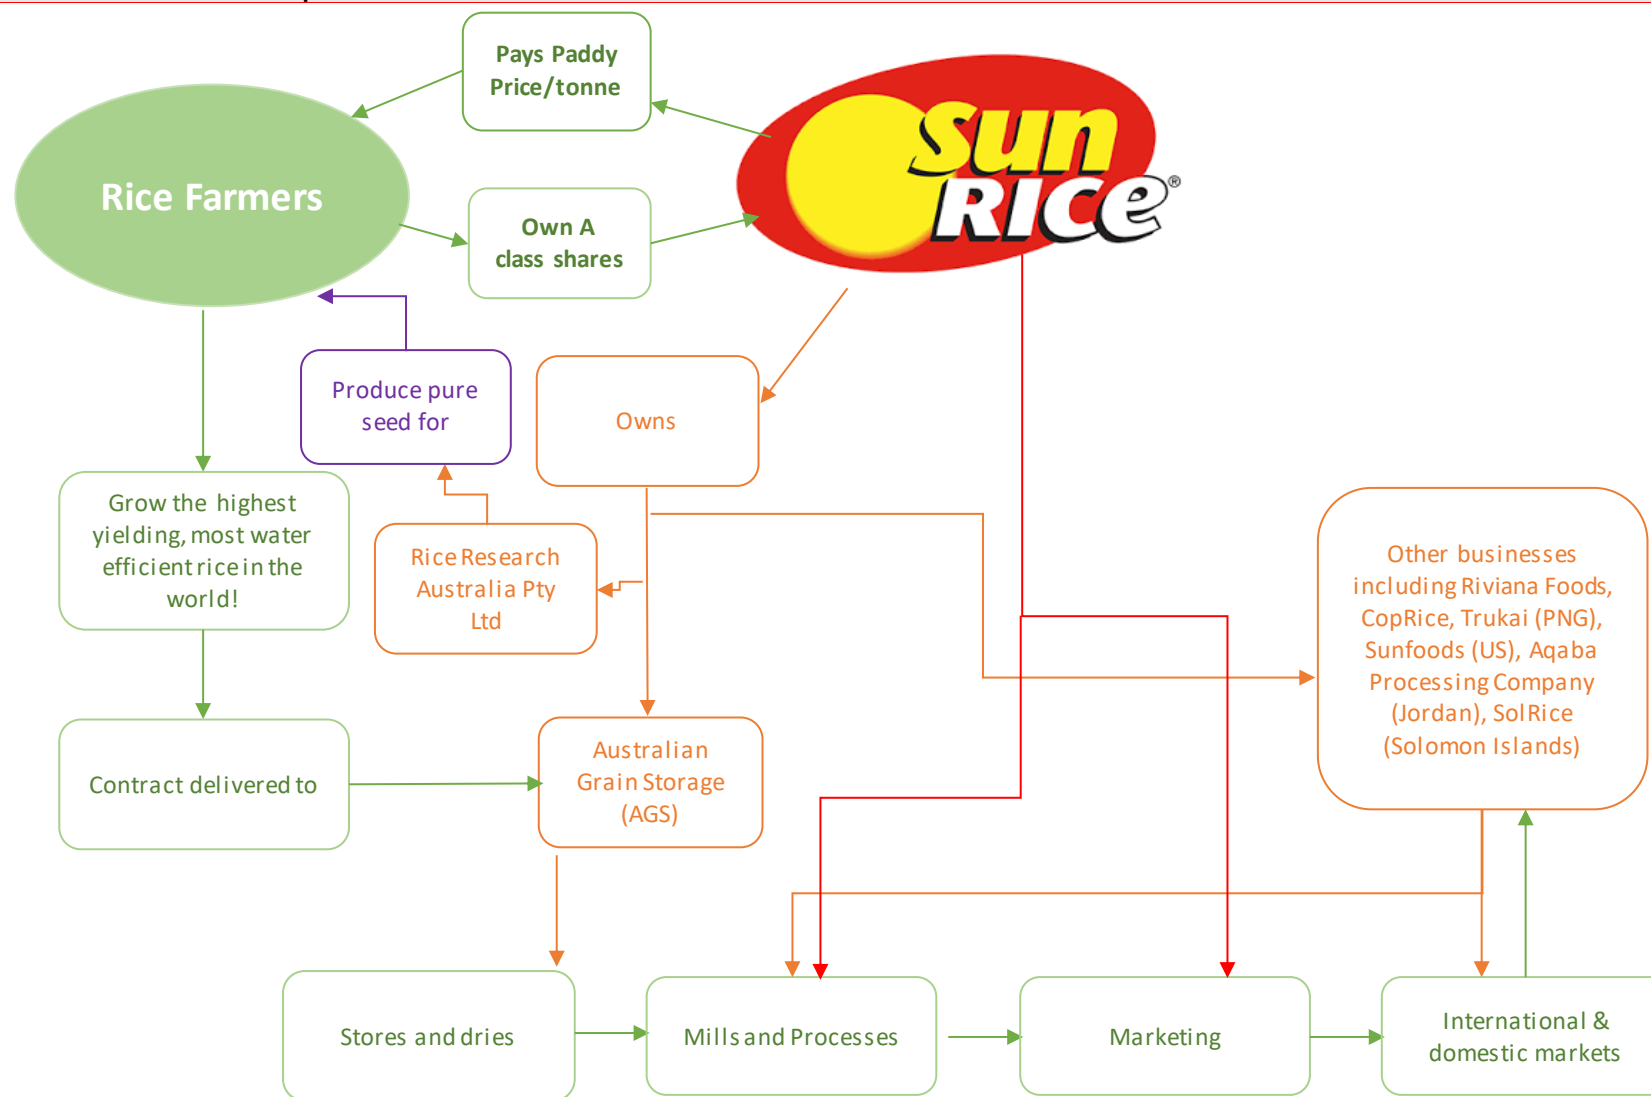 Pays Paddy
Price/tonne
Sun
RICe®
Rice Farmers
Own A
class shares
Produce pure
seed for
Owns
Grow the highest
yielding, most water
efficient rice in the
world!
Rice Research
Australia Pty
Ltd
Other businesses
including Riviana Foods,
CopRice, Trukai (PNG),
Sunfoods (US), Aqaba
Processing Company
(Jordan), SolRice
(Solomon Islands)
Contract delivered to
Australian
Grain Storage
(AGS)
Stores and dries
Mills and Processes
Marketing
International &
domestic markets